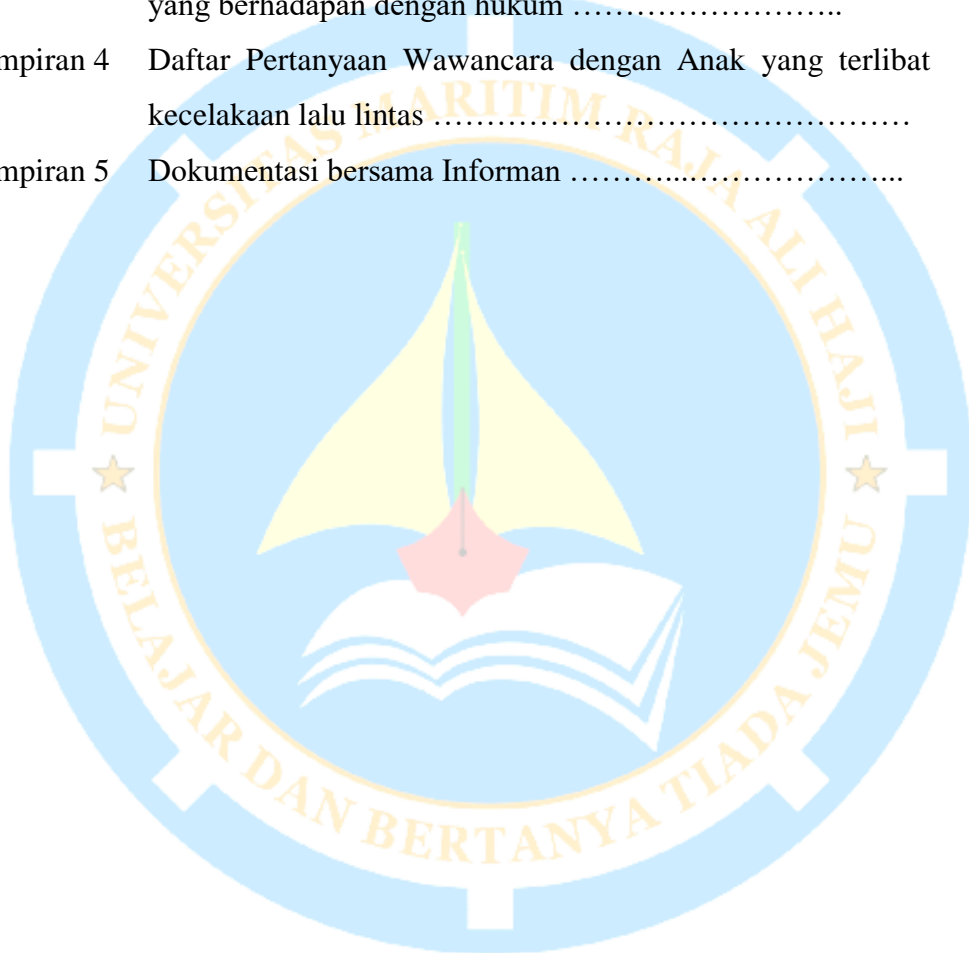 yang berhadapan dengan hukum ……………………..
mpiran 4 Daftar Pertanyaan Wawancara dengan Anak yang terlibat
kecelakaan lalu lintas …………………………………………
mpiran 5 Dokumentasi bersama Informan ………...………………...
UNIVERSITAS MARITIM RAJA ALI HAJI
BELAJAR DAN BERTANYA TIADA JEMU